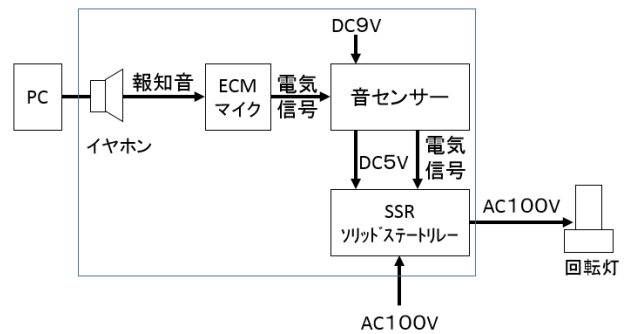 DC9V
PC
報知音
ECM
マイク
電気
信号
音センサー
イヤホン
DC5V
電気
信号
SSR
ソリッドステートリレー
AC100V
回転灯
AC100V